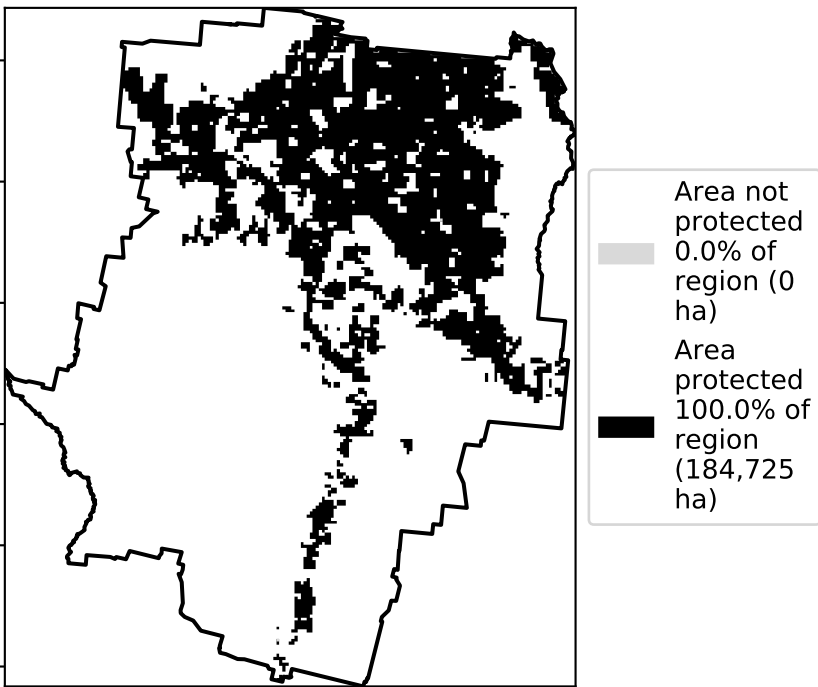 Area not
protected
0.0% of
region (0
ha)
Area
protected
100.0% of
region
(184,725
ha)